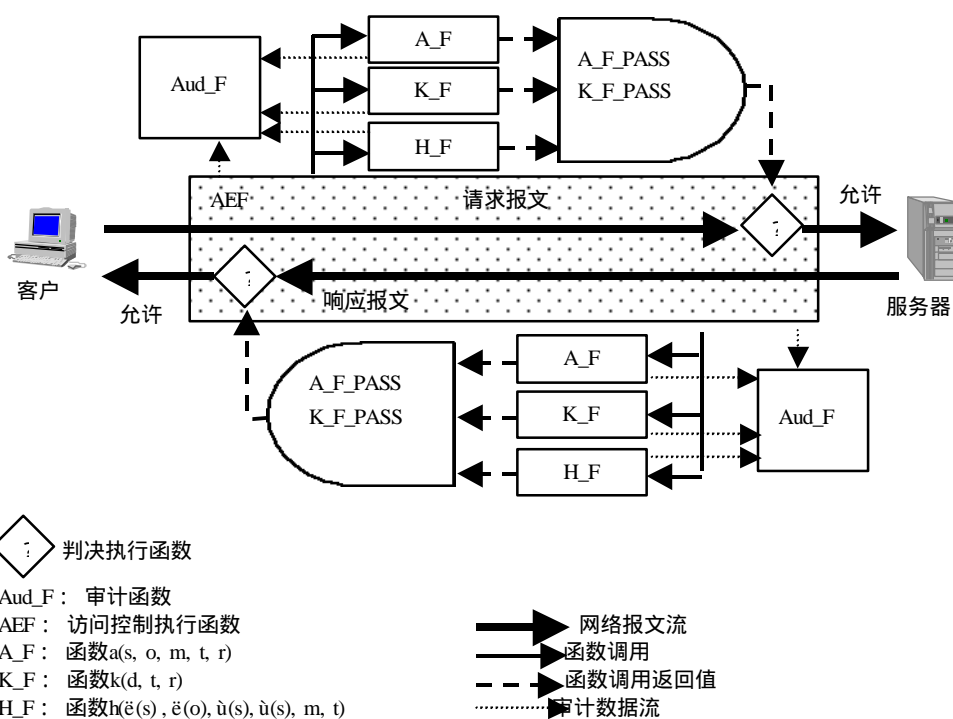 A_F
A_F_PASS
Aud_F
K_F
K_F_PASS
H_F
AEF
请求报文
允许
?
客户
?
允许
响应报文
服务器
A_F
A_F_PASS
K_F_PASS
K_F
Aud_F
H_F
? 判决执行函数
Aud_F： 审计函数
AEF： 访问控制执行函数
网络报文流
A_F： 函数a(s, o, m, t, r)
函数调用
K_F： 函数k(d, t, r)
函数调用返回值
H_F： 函数h(ë(s) , ë(o), ù(s), ù(s), m, t)
审计数据流